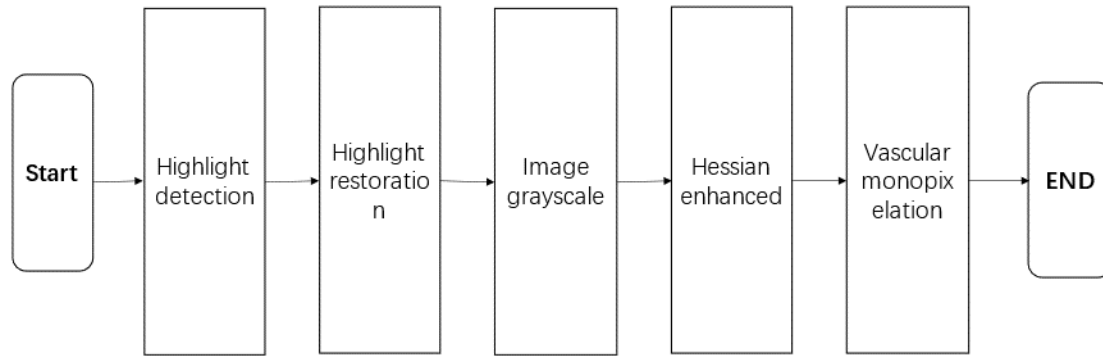 Start
Highlight
detection
Highlight
restoratio
n
Image
grayscale
Hessian
enhanced
Vascular
monopix
elation
END